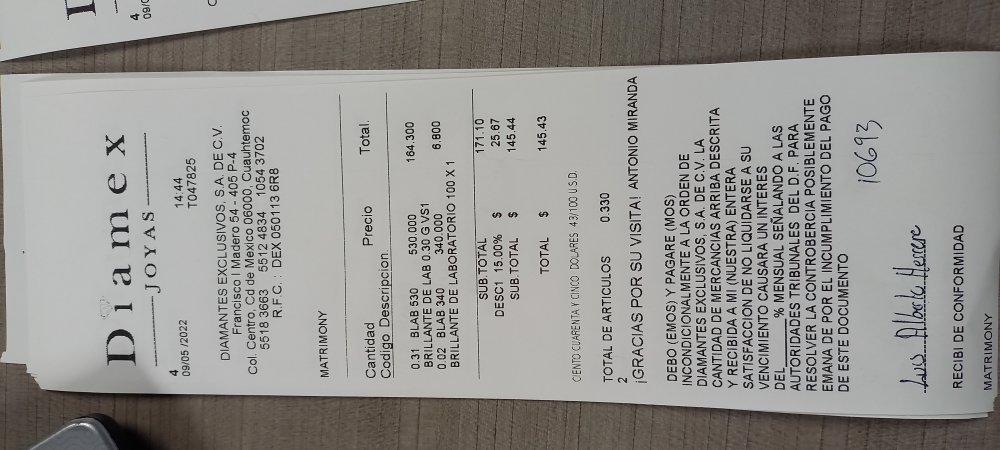 Diamex
JOYAS
4
09/05 /2022 14:44
T047825
DIAMANTES EXCLUSIVOS, S.A. DE C.V.
Francisco I Madero 54 - 405 P-4
Col. Centro, Cd de Mexico 06000, Cuauhtemoc
5518 3663 5512 4834 1054 3702
R.F.C. : DEX 050113 6R8
MATRIMONY
Cantidad Precio Total.
Codigo Descripcion
0.31 BLAB 530 530.000 164.300
BRILLANTE DE LAB 0.30 G VS1
0.02 BLAB 340 340.000 6.800
BRILLANTE DE LABORATORIO 100 X 1
SUB.TOTAL 171.10
DESC1 15.00% $ 25.67
SUB.TOTAL $ 145.44
TOTAL $ 145.43
CIENTO CUARENTA Y CINCO DOLARES 43/100 U.S.D.
TOTAL DE ARTICULOS 0.330
2
¡GRACIAS POR SU VISITA! ANTONIO MIRANDA
DEBO (EMOS) Y PAGARE (MOS)
INCONDICIONALMENTE A LA ORDEN DE
DIAMANTES EXCLUSIVOS, S.A. DE C.V. LA
CANTIDAD DE MERCANCIAS ARRIBA DESCRITA
Y RECIBIDA A MI (NUESTRA) ENTERA
SATISFACCION DE NO LIQUIDARSE A SU
VENCIMIENTO CAUSARA UN INTERES
DEL % MENSUAL SEÑALANDO A LAS
AUTORIDADES TRIBUNALES DEL D.F. PARA
RESOLVER LA CONTROBERCIA POSIBLEMENTE
EMANA DE POR EL INCUMPLIMIENTO DEL PAGO
DE ESTE DOCUMENTO
10693
Luis Alberto Herrera
RECIBI DE CONFORMIDAD
MATRIMONY